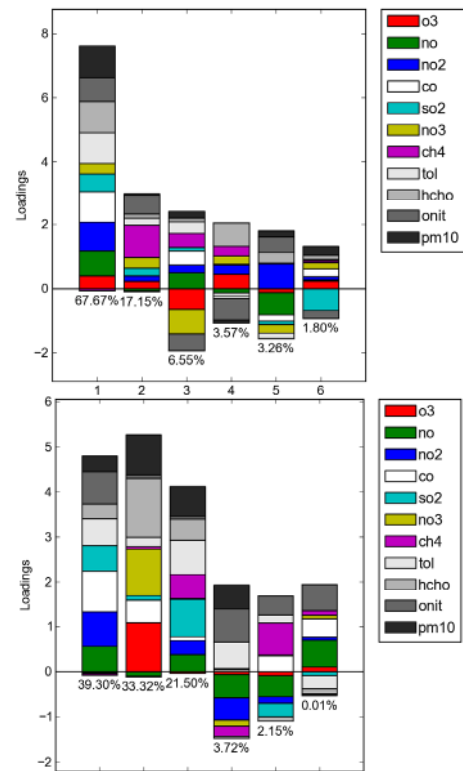 8
6
4
2
0
−2
Loadings
67.67%
17.15%
6.55%
3.57%
3.26%
1.80%
1 2 3 4 5 6
o3
no
no2
co
so2
no3
ch4
tol
hcho
onit
pm10
6
5
4
3
2
1
0
−1
−2
Loadings
39.30%
33.32%
21.50%
3.72%
2.15%
0.01%
o3
no
no2
co
so2
no3
ch4
tol
hcho
onit
pm10